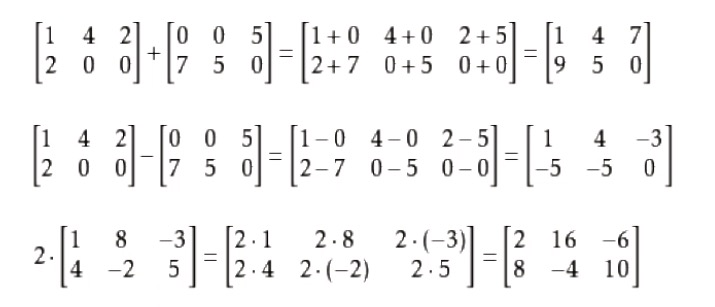 [1 4 2] + [0 0 5] = [1+0 4+0 2+5] = [1 4 7]
[2 0 0] [7 5 0] [2+7 0+5 0+0] [9 5 0]
[1 4 2] − [0 0 5] = [1−0 4−0 2−5] = [1 4 −3]
[2 0 0] [7 5 0] [2−7 0−5 0−0] [−5 −5 0]
2 · [1 8 −3] = [2·1 2·8 2·(−3)] = [2 16 −6]
[4 −2 5] [2·4 2·(−2) 2·5] [8 −4 10]